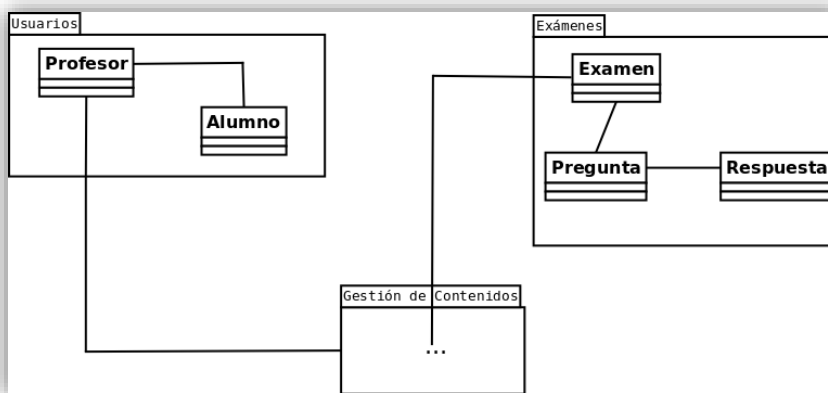 Usuarios
Profesor
Alumno
Exámenes
Examen
Pregunta
Respuesta
Gestión de Contenidos
...